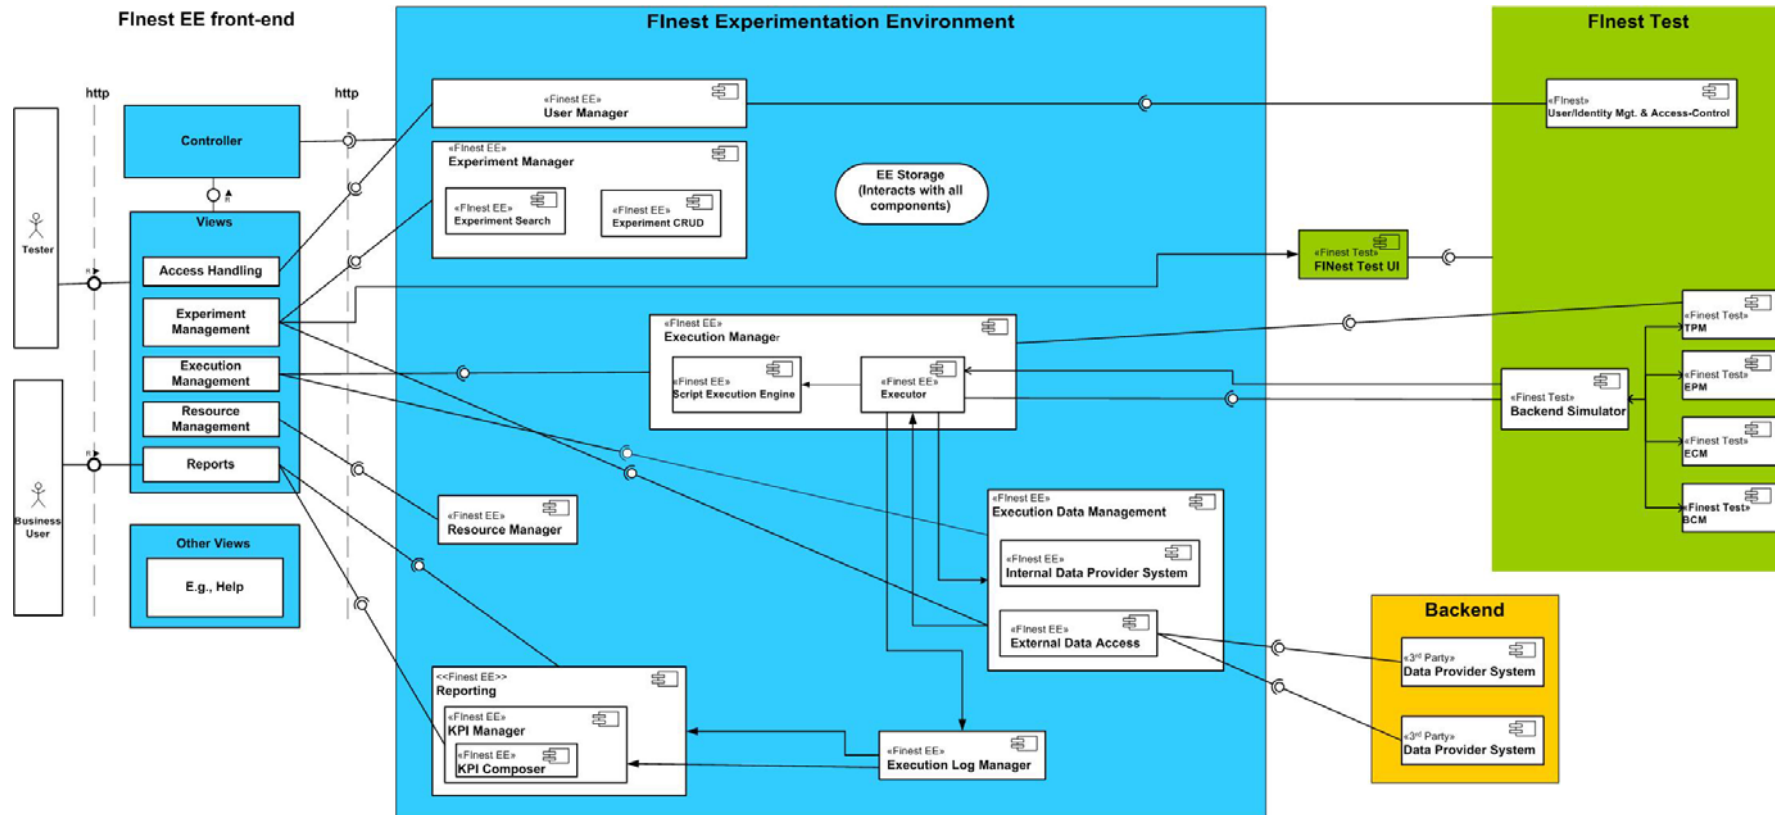 FInest EE front-end
FInest Experimentation Environment
FInest Test
http
http
Tester
Business
User
Controller
R
Views
Access Handling
Experiment
Management
Execution
Management
Resource
Management
Reports
R
R
Other Views
E.g., Help
«FInest EE»
User Manager
«FInest EE»
Experiment Manager
«FInest EE»
Experiment Search
«FInest EE»
Experiment CRUD
EE Storage
(Interacts with all
components)
«FInest EE»
Execution Manager
«FInest EE»
Script Execution Engine
«FInest EE»
Executor
«FInest EE»
Resource Manager
«FInest EE»
Execution Data Management
«FInest EE»
Internal Data Provider System
«FInest EE»
External Data Access
<<Finest EE>>
Reporting
«FInest EE»
KPI Manager
«FInest EE»
KPI Composer
«FInest EE»
Execution Log Manager
«FInest»
User/Identity Mgt. & Access-Control
«Finest Test»
FINest Test UI
«Finest Test»
TPM
«Finest Test»
EPM
«Finest Test»
ECM
«Finest Test»
BCM
«Finest Test»
Backend Simulator
Backend
«3rd Party»
Data Provider System
«3rd Party»
Data Provider System